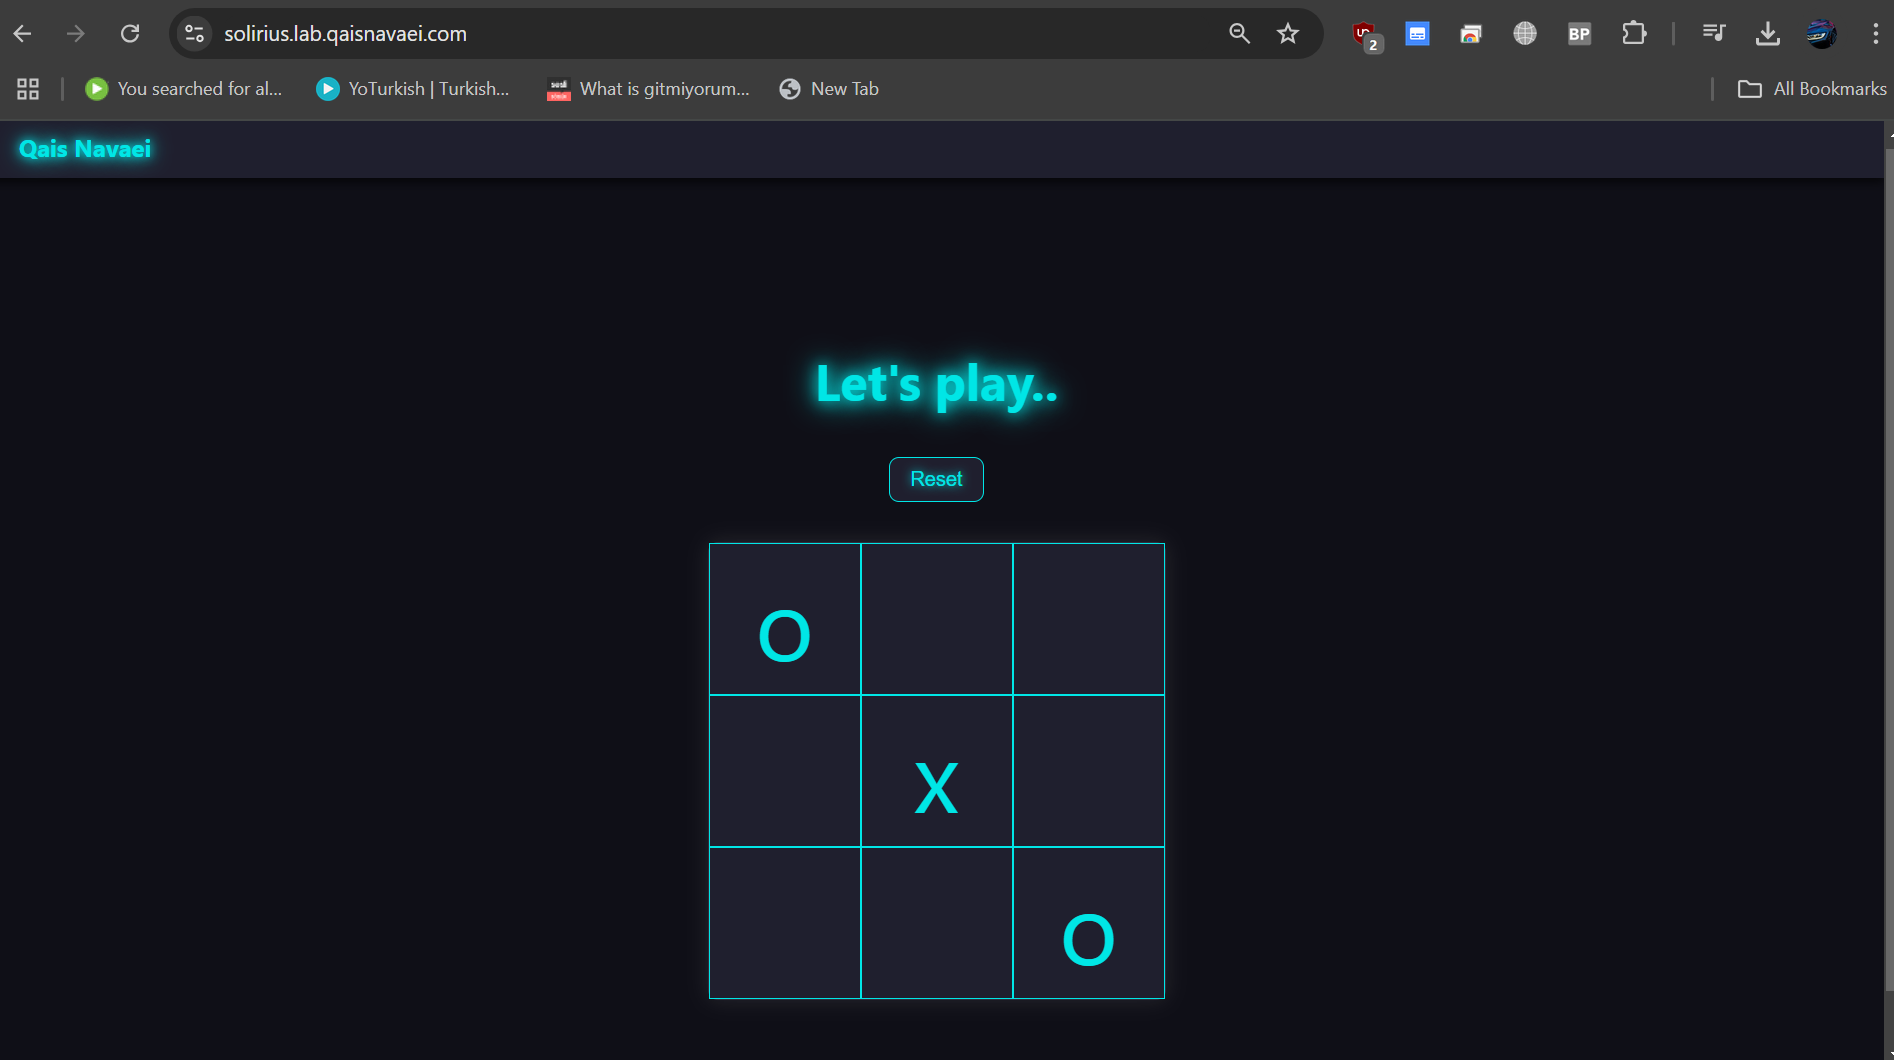 solirius.lab.qaisnavaei.com
2
BP
You searched for al...
YoTurkish | Turkish...
What is gitmiyorum...
New Tab
All Bookmarks
Qais Navaei
Let's play..
Reset
O
X
O